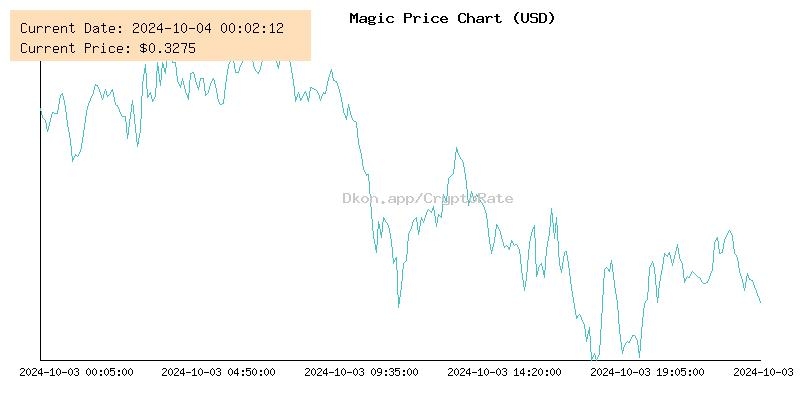 Magic Price Chart (USD)
Current Date: 2024-10-04 00:02:12
Current Price: $0.3275
Dkon.app/CryptoRate
2024-10-03 00:05:00 2024-10-03 04:50:00 2024-10-03 09:35:00 2024-10-03 14:20:00 2024-10-03 19:05:00 2024-10-03